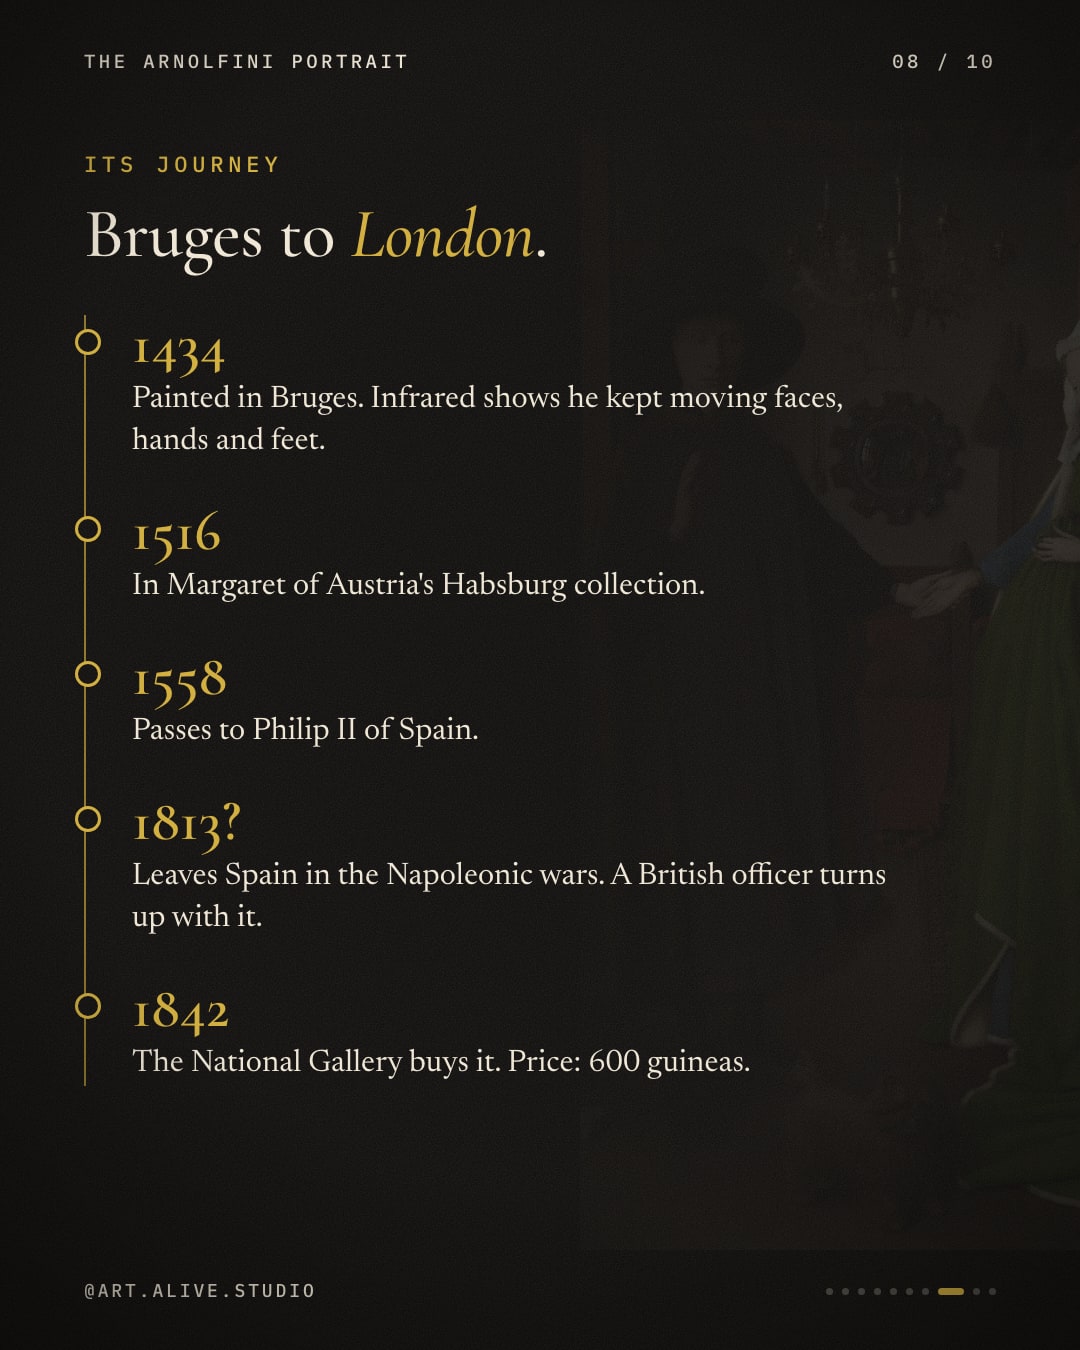 THE ARNOLFINI PORTRAIT
08 / 10
ITS JOURNEY
Bruges to London.
1434
Painted in Bruges. Infrared shows he kept moving faces,
hands and feet.
1516
In Margaret of Austria's Habsburg collection.
1558
Passes to Philip II of Spain.
1813?
Leaves Spain in the Napoleonic wars. A British officer turns
up with it.
1842
The National Gallery buys it. Price: 600 guineas.
@ART.ALIVE.STUDIO